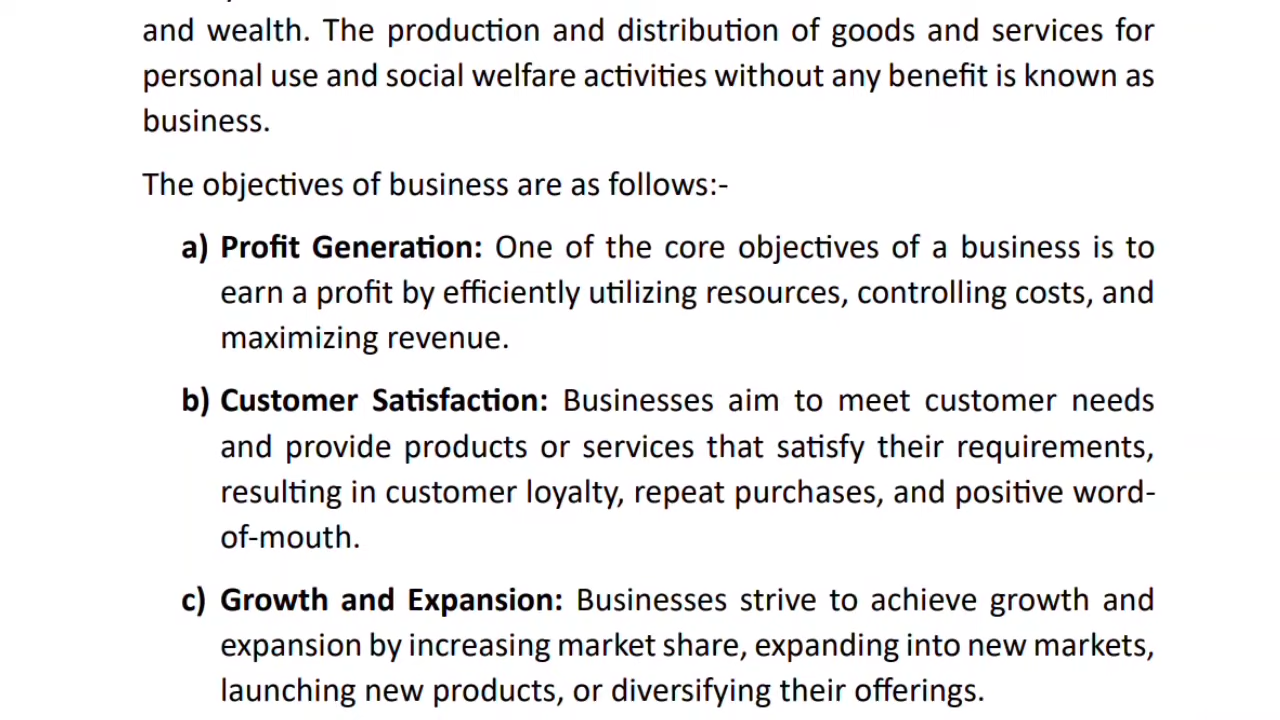 and wealth. The production and distribution of goods and services for
personal use and social welfare activities without any benefit is known as
business.
The objectives of business are as follows:-
a) Profit Generation: One of the core objectives of a business is to
earn a profit by efficiently utilizing resources, controlling costs, and
maximizing revenue.
b) Customer Satisfaction: Businesses aim to meet customer needs
and provide products or services that satisfy their requirements,
resulting in customer loyalty, repeat purchases, and positive word-
of-mouth.
c) Growth and Expansion: Businesses strive to achieve growth and
expansion by increasing market share, expanding into new markets,
launching new products, or diversifying their offerings.